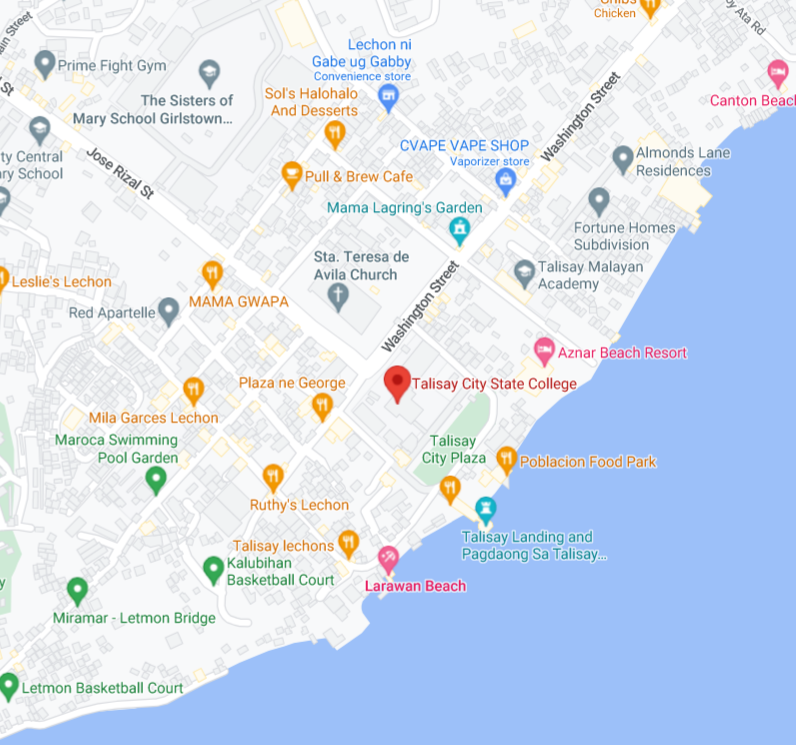 Chicken
Main Street
Lechon ni
Gabe ug Gabby
Convenience store
Prime Fight Gym
Canton Beach
The Sisters of
Mary School Girlstown...
Sol's Halohalo
And Desserts
Washington Street
CVAPE VAPE SHOP
Vaporizer store
Almonds Lane
Residences
ty Central
ary School
Jose Rizal St
Pull & Brew Cafe
Mama Lagring's Garden
Fortune Homes
Subdivision
Sta. Teresa de
Avila Church
Talisay Malayan
Academy
Leslie's Lechon
MAMA GWAPA
Red Apartelle
Washington Street
Aznar Beach Resort
Plaza ne George
Talisay City State College
Mila Garces Lechon
Maroca Swimming
Pool Garden
Talisay
City Plaza
Poblacion Food Park
Ruthy's Lechon
Talisay lechons
Talisay Landing and
Pagdaong Sa Talisay...
Kalubihan
Basketball Court
Larawan Beach
Miramar - Letmon Bridge
Letmon Basketball Court